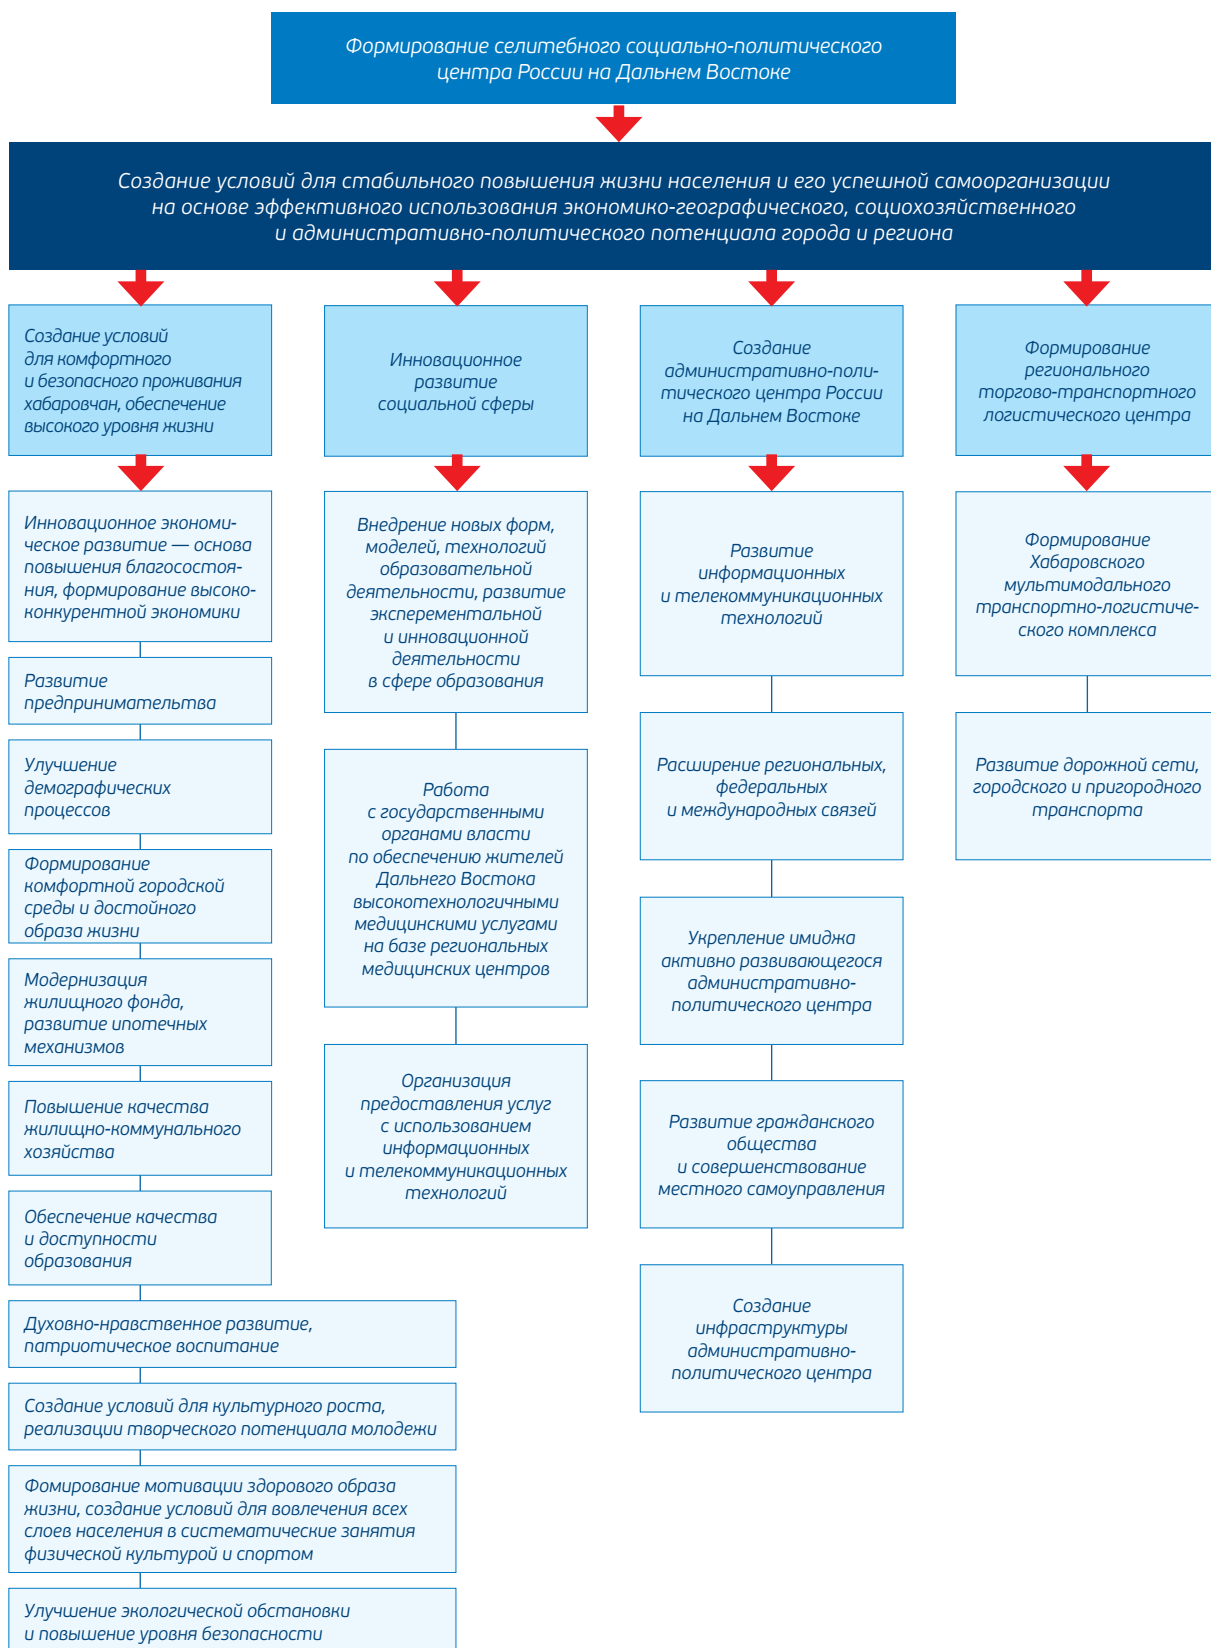 Формирование селитебного социально-политического
центра России на Дальнем Востоке
Создание условий для стабильного повышения жизни населения и его успешной самоорганизации
на основе эффективного использования экономико-географического, социохозяйственного
и административно-политического потенциала города и региона
Создание условий
для комфортного
и безопасного проживания
хабаровчан, обеспечение
высокого уровня жизни
Инновационное экономи-
ческое развитие — основа
повышения благосостоя-
ния, формирование высоко-
конкурентной экономики
Развитие
предпринимательства
Улучшение
демографических
процессов
Формирование
комфортной городской
среды и достойного
образа жизни
Модернизация
жилищного фонда,
развитие ипотечных
механизмов
Повышение качества
жилищно-коммунального
хозяйства
Обеспечение качества
и доступности
образования
Духовно-нравственное развитие,
патриотическое воспитание
Создание условий для культурного роста,
реализации творческого потенциала молодежи
Фомирование мотивации здорового образа
жизни, создание условий для вовлечения всех
слоев населения в систематические занятия
физической культурой и спортом
Улучшение экологической обстановки
и повышение уровня безопасности
Инновационное
развитие
социальной сферы
Внедрение новых форм,
моделей, технологий
образовательной
деятельности, развитие
эксперементальной
и инновационной
деятельности
в сфере образования
Работа
с государственными
органами власти
по обеспечению жителей
Дальнего Востока
высокотехнологичными
медицинскими услугами
на базе региональных
медицинских центров
Организация
предоставления услуг
с использованием
информационных
и телекоммуникационных
технологий
Создание
административно-поли-
тического центра России
на Дальнем Востоке
Развитие
информационных
и телекоммуникационных
технологий
Расширение региональных,
федеральных
и международных связей
Укрепление имиджа
активно развивающегося
административно-
политического центра
Развитие гражданского
общества
и совершенствование
местного самоуправления
Создание
инфраструктуры
административно-
политического центра
Формирование
регионального
торгово-транспортного
логистического центра
Формирование
Хабаровского
мультимодального
транспортно-логистиче-
ского комплекса
Развитие дорожной сети,
городского и пригородного
транспорта